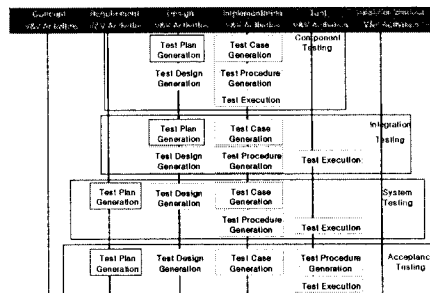 Concept Requirement Design Implementation Test
V&V Activities V&V Activities V&V Activities V&V Activities V&V Activities
Component
Testing
Test Plan Test Case
Generation Generation
Test Design Test Procedure
Generation Generation
Test Execution
Test Plan Test Case Integration
Generation Generation Testing
Test Design Test Procedure
Generation Generation Test Execution
Test Plan Test Design Test Case System
Generation Generation Generation Testing
Test Procedure
Generation Test Execution
Test Plan Test Design Test Case Test Procedure Acceptanc
Generation Generation Generation Generation Testing
Test Execution